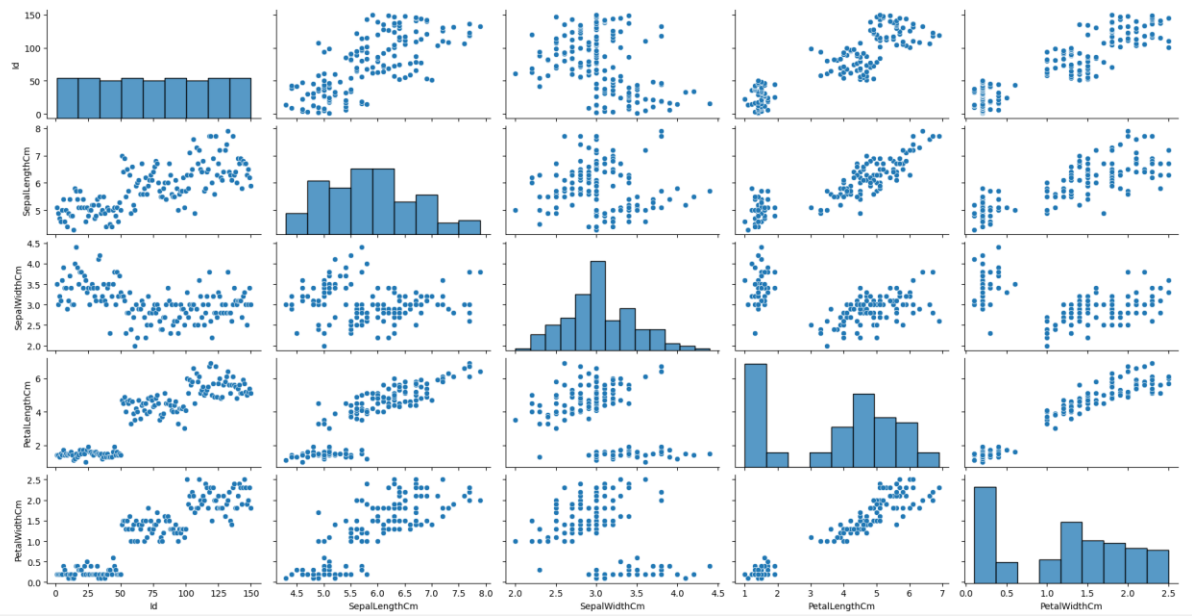 Id
150
100
50
0
SepalLengthCm
8
7
6
5
SepalWidthCm
4.5
4.0
3.5
3.0
2.5
2.0
PetalLengthCm
6
4
2
PetalWidthCm
2.5
2.0
1.5
1.0
0.5
0.0
0 25 50 75 100 125 150
Id
4.5 5.0 5.5 6.0 6.5 7.0 7.5 8.0
SepalLengthCm
2.0 2.5 3.0 3.5 4.0 4.5
SepalWidthCm
1 2 3 4 5 6 7
PetalLengthCm
0.0 0.5 1.0 1.5 2.0 2.5
PetalWidthCm